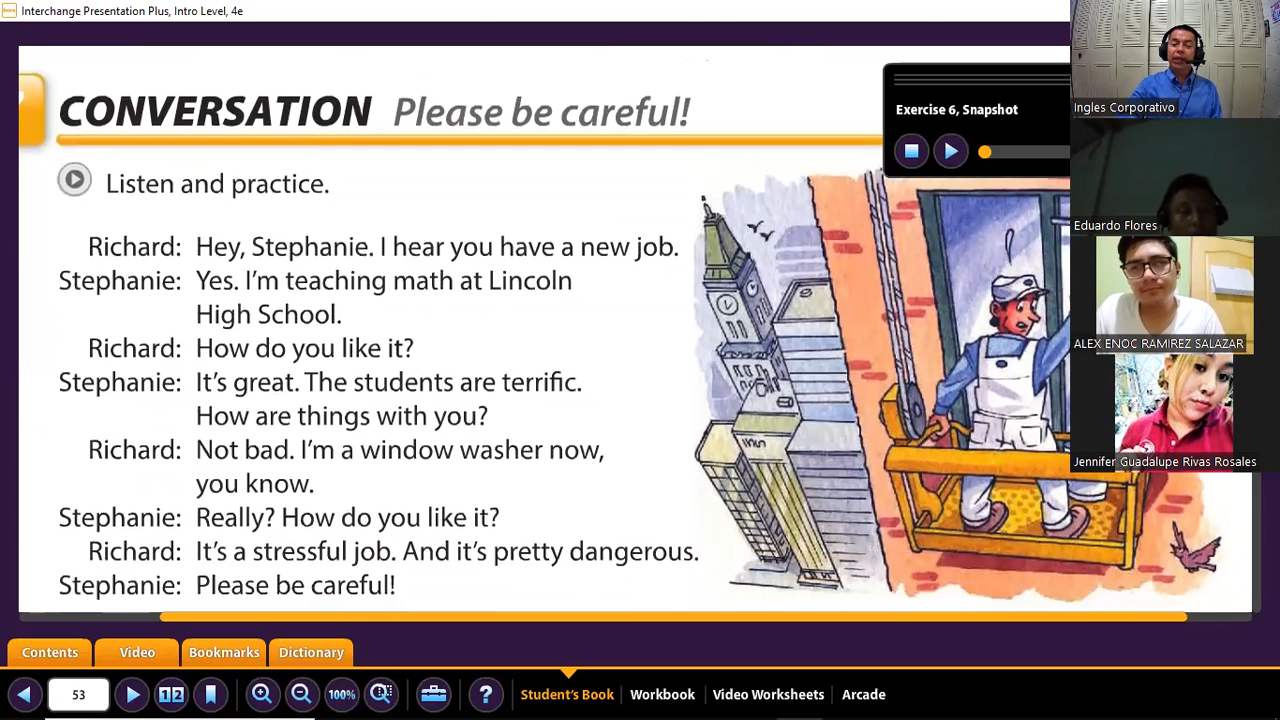 Interchange Presentation Plus, Intro Level, 4e
CONVERSATION Please be careful!
Exercise 6, Snapshot
Listen and practice.
Richard: Hey, Stephanie. I hear you have a new job.
Stephanie: Yes. I'm teaching math at Lincoln
High School.
Richard: How do you like it?
Stephanie: It's great. The students are terrific.
How are things with you?
Richard: Not bad. I'm a window washer now,
you know.
Stephanie: Really? How do you like it?
Richard: It's a stressful job. And it's pretty dangerous.
Stephanie: Please be careful!
Ingles Corporativo
Eduardo Flores
ALEX ENOC RAMIREZ SALAZAR
Jennifer Guadalupe Rivas Rosales
Contents Video Bookmarks Dictionary
53 1 2 100% ? Student's Book Workbook Video Worksheets Arcade